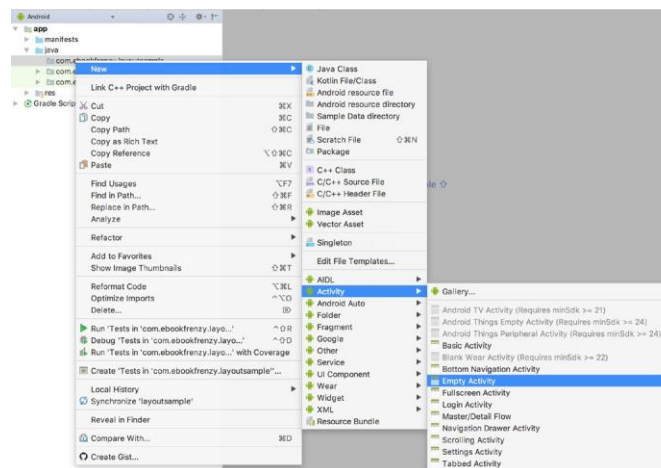 Android
app
manifests
java
com.ebookfrenzy.layoutsample
com.e
com.e
res
Gradle Scrip
New
Link C++ Project with Gradle
Cut ⌘X
Copy ⌘C
Copy Path ⇧⌘C
Copy as Rich Text
Copy Reference ⌥⇧⌘C
Paste ⌘V
Find Usages ⌥F7
Find in Path... ⇧⌘F
Replace in Path... ⇧⌘R
Analyze
Refactor
Add to Favorites
Show Image Thumbnails ⇧⌘T
Reformat Code ⌥⌘L
Optimize Imports ^⌥O
Delete... ⌦
Run 'Tests in 'com.ebookfrenzy.layo...' ^⇧R
Debug 'Tests in 'com.ebookfrenzy.layo...' ^⇧D
Run 'Tests in 'com.ebookfrenzy.layo...' with Coverage
Create 'Tests in 'com.ebookfrenzy.layoutsample''...
Local History
Synchronize 'layoutsample'
Reveal in Finder
Compare With... ⌘D
Create Gist...
Java Class
Kotlin File/Class
Android resource file
Android resource directory
Sample Data directory
File
Scratch File ⇧⌘N
Package
C++ Class
C/C++ Source File
C/C++ Header File
Image Asset
Vector Asset
Singleton
Edit File Templates...
AIDL
Activity
Android Auto
Folder
Fragment
Google
Other
Service
UI Component
Wear
Widget
XML
Resource Bundle
le ⇧
Gallery...
Android TV Activity (Requires minSdk >= 21)
Android Things Empty Activity (Requires minSdk >= 24)
Android Things Peripheral Activity (Requires minSdk >= 24)
Basic Activity
Blank Wear Activity (Requires minSdk >= 22)
Bottom Navigation Activity
Empty Activity
Fullscreen Activity
Login Activity
Master/Detail Flow
Navigation Drawer Activity
Scrolling Activity
Settings Activity
Tabbed Activity